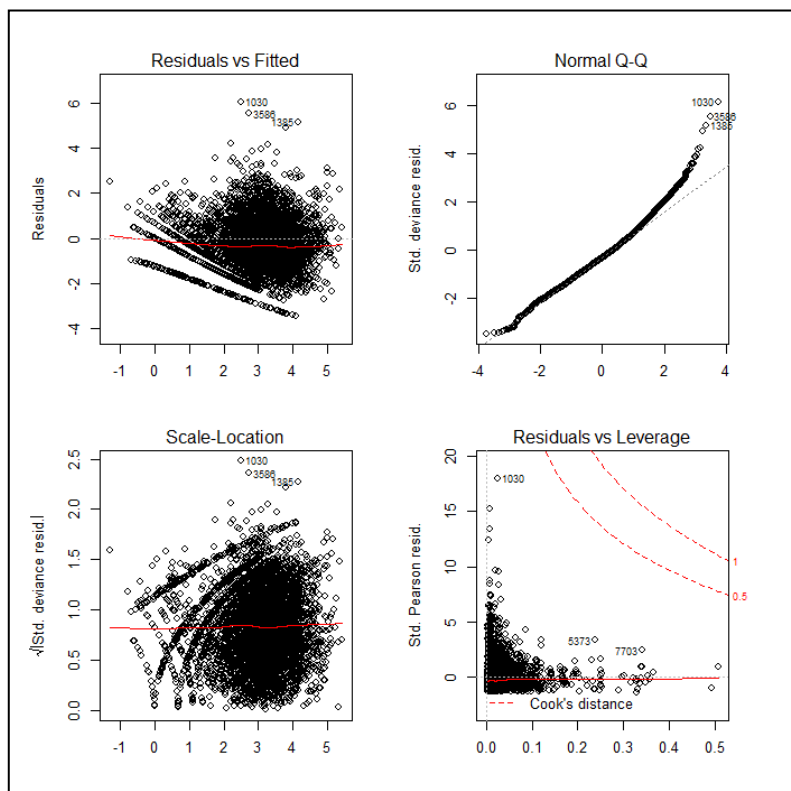 Residuals vs Fitted
Residuals
6
4
2
0
-2
-4
1030
3586
1385
-1 0 1 2 3 4 5
Normal Q-Q
Std. deviance resid.
6
4
2
0
-2
1030
3586
1385
-4 -2 0 2 4
Scale-Location
√|Std. deviance resid.|
2.5
2.0
1.5
1.0
0.5
0.0
1030
3586
1385
-1 0 1 2 3 4 5
Residuals vs Leverage
Std. Pearson resid.
20
15
10
5
0
1030
5373
7703
1
0.5
Cook's distance
0.0 0.1 0.2 0.3 0.4 0.5